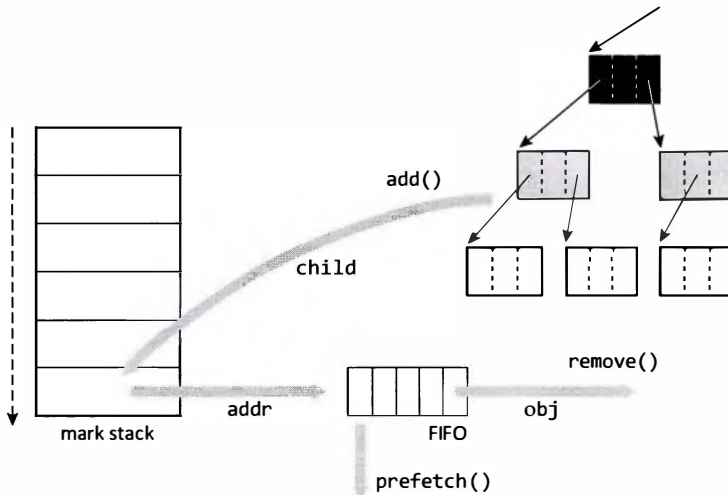 add()
child
remove()
addr
obj
mark stack
FIFO
prefetch()